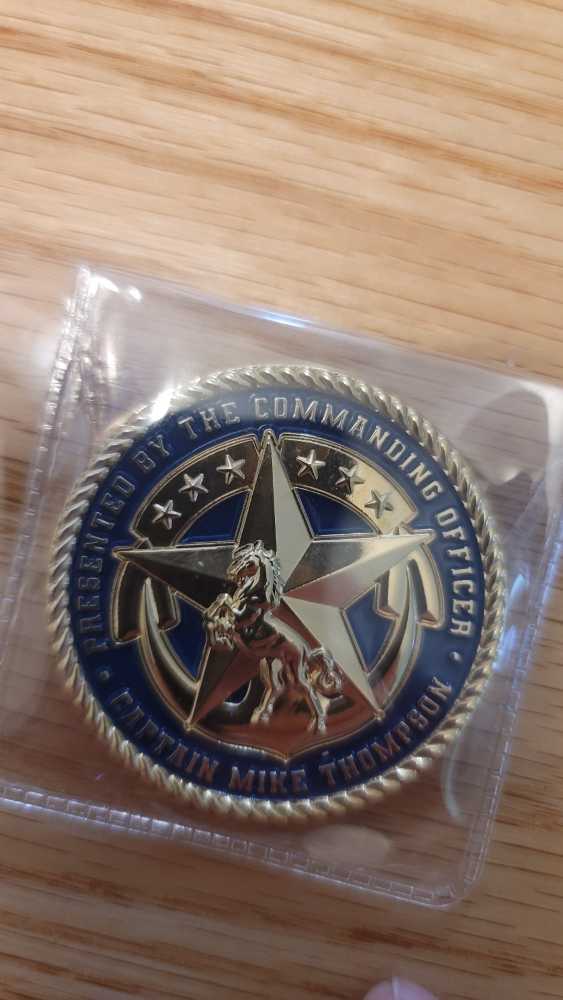 PRESENTED BY THE COMMANDING OFFICER
CAPTAIN MIKE THOMPSON